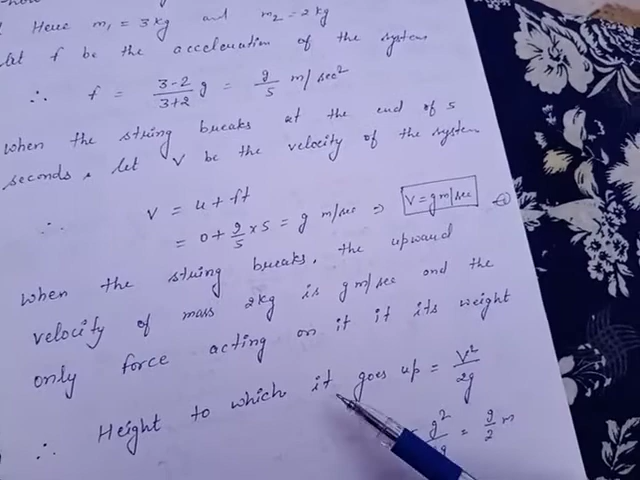 Here m₁ = 3 kg and m₂ = 2 kg
let f be the acceleration of the system
∴ f = (3-2)/(3+2) g = g/5 m/sec²
when the string breaks at the end of 5
seconds, let V be the velocity of the system
∴ V = u + ft
= 0 + g/5 × 5 = g m/sec ⇒ V = g m/sec
when the string breaks, the upward
velocity of mass 2kg is g m/sec and the
only force acting on it it its weight
∴ Height to which it goes up = V²/2g
= g²/ = g/2 m